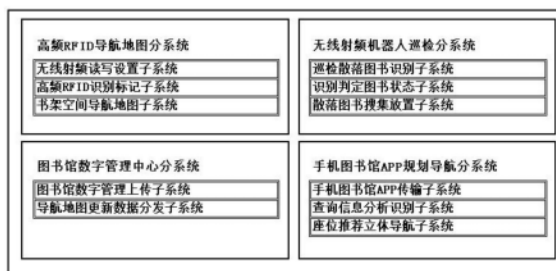 高频RFID导航地图分系统
无线射频读写设置子系统
高频RFID识别标记子系统
书架空间导航地图子系统
无线射频机器人巡检分系统
巡检散落图书识别子系统
识别判定图书状态子系统
散落图书搜集放置子系统
图书馆数字管理中心分系统
图书馆数字管理上传子系统
导航地图更新数据分发子系统
手机图书馆APP规划导航分系统
手机图书馆APP传输子系统
查询信息分析识别子系统
座位推荐立体导航子系统